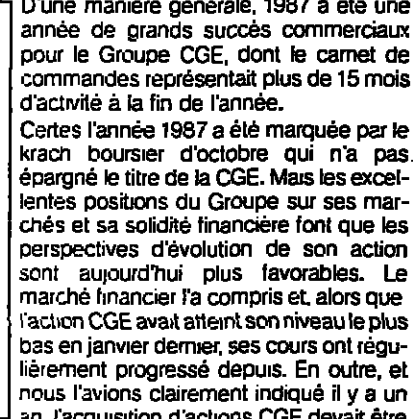 D'une manière générale, 1987 a été une
année de grands succès commerciaux
pour le Groupe CGE, dont le carnet de
commandes représentait plus de 15 mois
d'activité à la fin de l'année.
Certes l'année 1987 a été marquée par le
krach boursier d'octobre qui n'a pas
épargné le titre de la CGE. Mais les excel-
lentes positions du Groupe sur ses mar-
chés et sa solidité financière font que les
perspectives d'évolution de son action
sont aujourd'hui plus favorables. Le
marché financier l'a compris et, alors que
l'action CGE avait atteint son niveau le plus
bas en janvier dernier, ses cours ont régu-
lièrement progressé depuis. En outre, et
nous l'avions clairement indiqué il y a un
an, l'acquisition d'actions CGE devait être